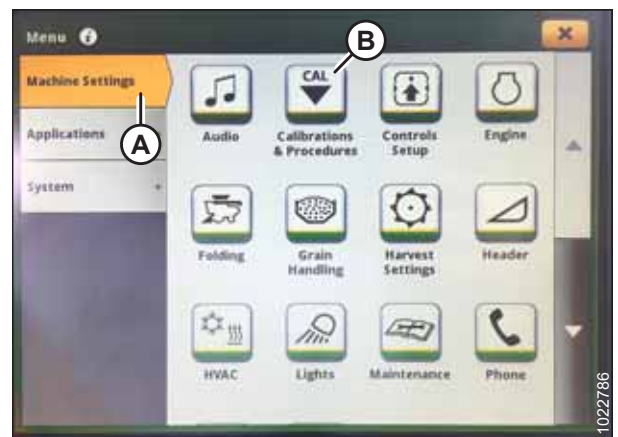 Menu i
B
Machine Settings
A
Applications
System
CAL
Audio
Calibrations
& Procedures
Controls
Setup
Engine
Folding
Grain
Handling
Harvest
Settings
Header
HVAC
Lights
Maintenance
Phone
1022786